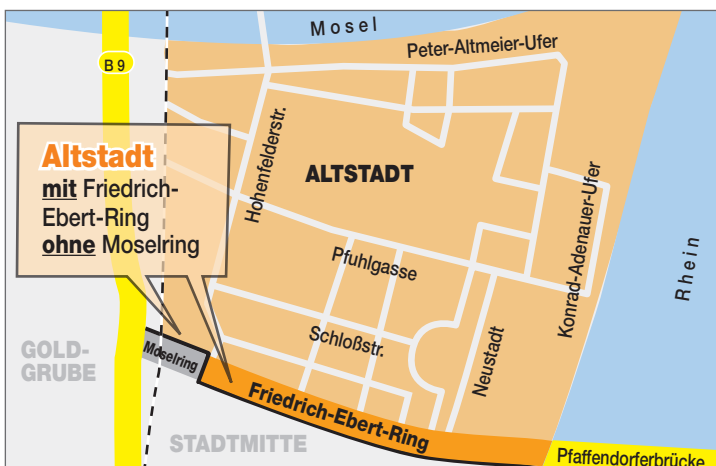 Mosel
Peter-Altmeier-Ufer
B 9
Hohenfelderstr.
Altstadt
mit Friedrich-
Ebert-Ring
ohne Moselring
ALTSTADT
Konrad-Adenauer-Ufer
Rhein
Pfuhlgasse
Schloßstr.
Neustadt
GOLD-
GRUBE
Moselring
Friedrich-Ebert-Ring
STADTMITTE
Pfaffendorferbrücke